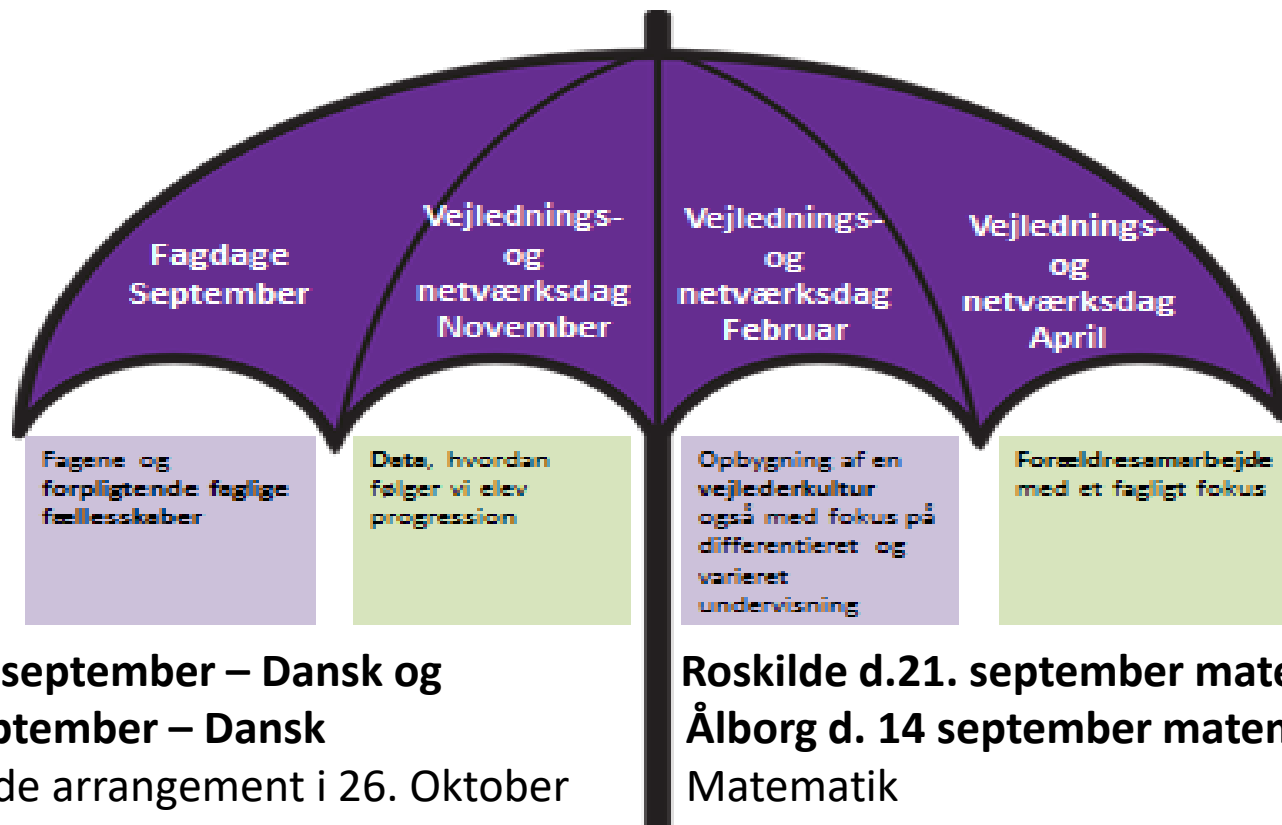 Fagdage
September
Vejlednings-
og
netværksdag
November
Vejlednings-
og
netværksdag
Februar
Vejlednings-
og
netværksdag
April
Fagene og
forpligtende faglige
fællesskaber
Data, hvordan
følger vi elev
progression
Opbygning af en
vejlederkultur
også med fokus på
differentieret og
varieret
undervisning
Forældresamarbejde
med et fagligt fokus
september – Dansk og
ptember – Dansk
de arrangement i 26. Oktober
Roskilde d.21. september mate
Ålborg d. 14 september matem
Matematik